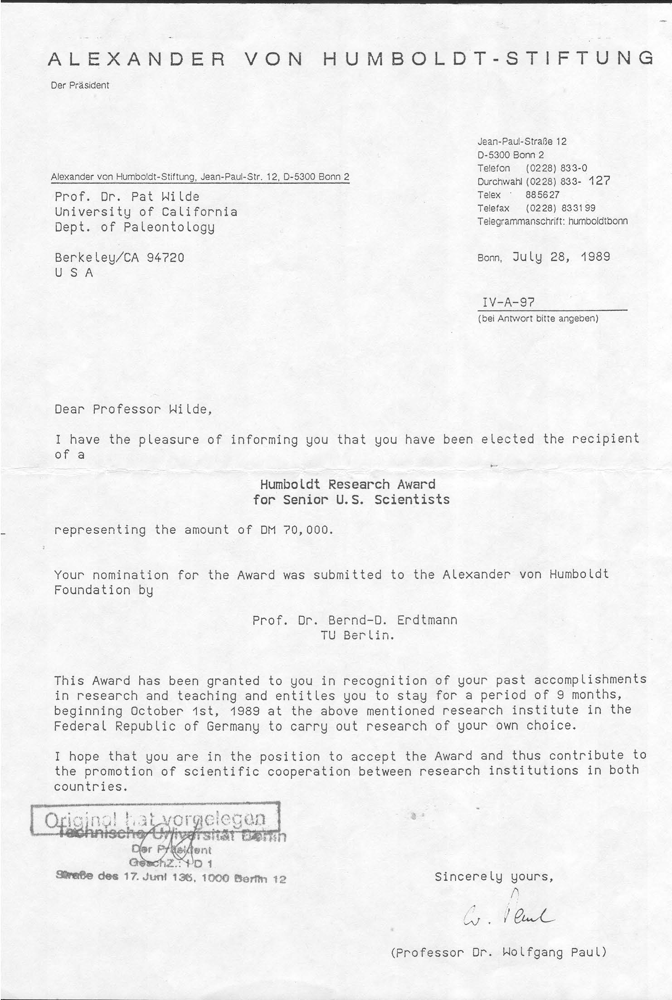 ALEXANDER VON HUMBOLDT-STIFTUNG
Der Präsident
Jean-Paul-Straße 12
D-5300 Bonn 2
Telefon (0228) 833-0
Durchwahl (0228) 833- 127
Telex 885627
Telefax (0228) 833199
Telegrammanschrift: humboldtbonn
Alexander von Humboldt-Stiftung, Jean-Paul-Str. 12, D-5300 Bonn 2
Prof. Dr. Pat Wilde
University of California
Dept. of Paleontology
Berkeley/CA 94720
U S A
Bonn, July 28, 1989
IV-A-97
(bei Antwort bitte angeben)
Dear Professor Wilde,
I have the pleasure of informing you that you have been elected the recipient
of a
Humboldt Research Award
for Senior U.S. Scientists
representing the amount of DM 70,000.
Your nomination for the Award was submitted to the Alexander von Humboldt
Foundation by
Prof. Dr. Bernd-D. Erdtmann
TU Berlin.
This Award has been granted to you in recognition of your past accomplishments
in research and teaching and entitles you to stay for a period of 9 months,
beginning October 1st, 1989 at the above mentioned research institute in the
Federal Republic of Germany to carry out research of your own choice.
I hope that you are in the position to accept the Award and thus contribute to
the promotion of scientific cooperation between research institutions in both
countries.
Original hat vorgelegen
Technische Universität Berlin
Der Präsident
GeschZ.: I D 1
Straße des 17. Juni 135, 1000 Berlin 12
Sincerely yours,
W. Paul
(Professor Dr. Wolfgang Paul)